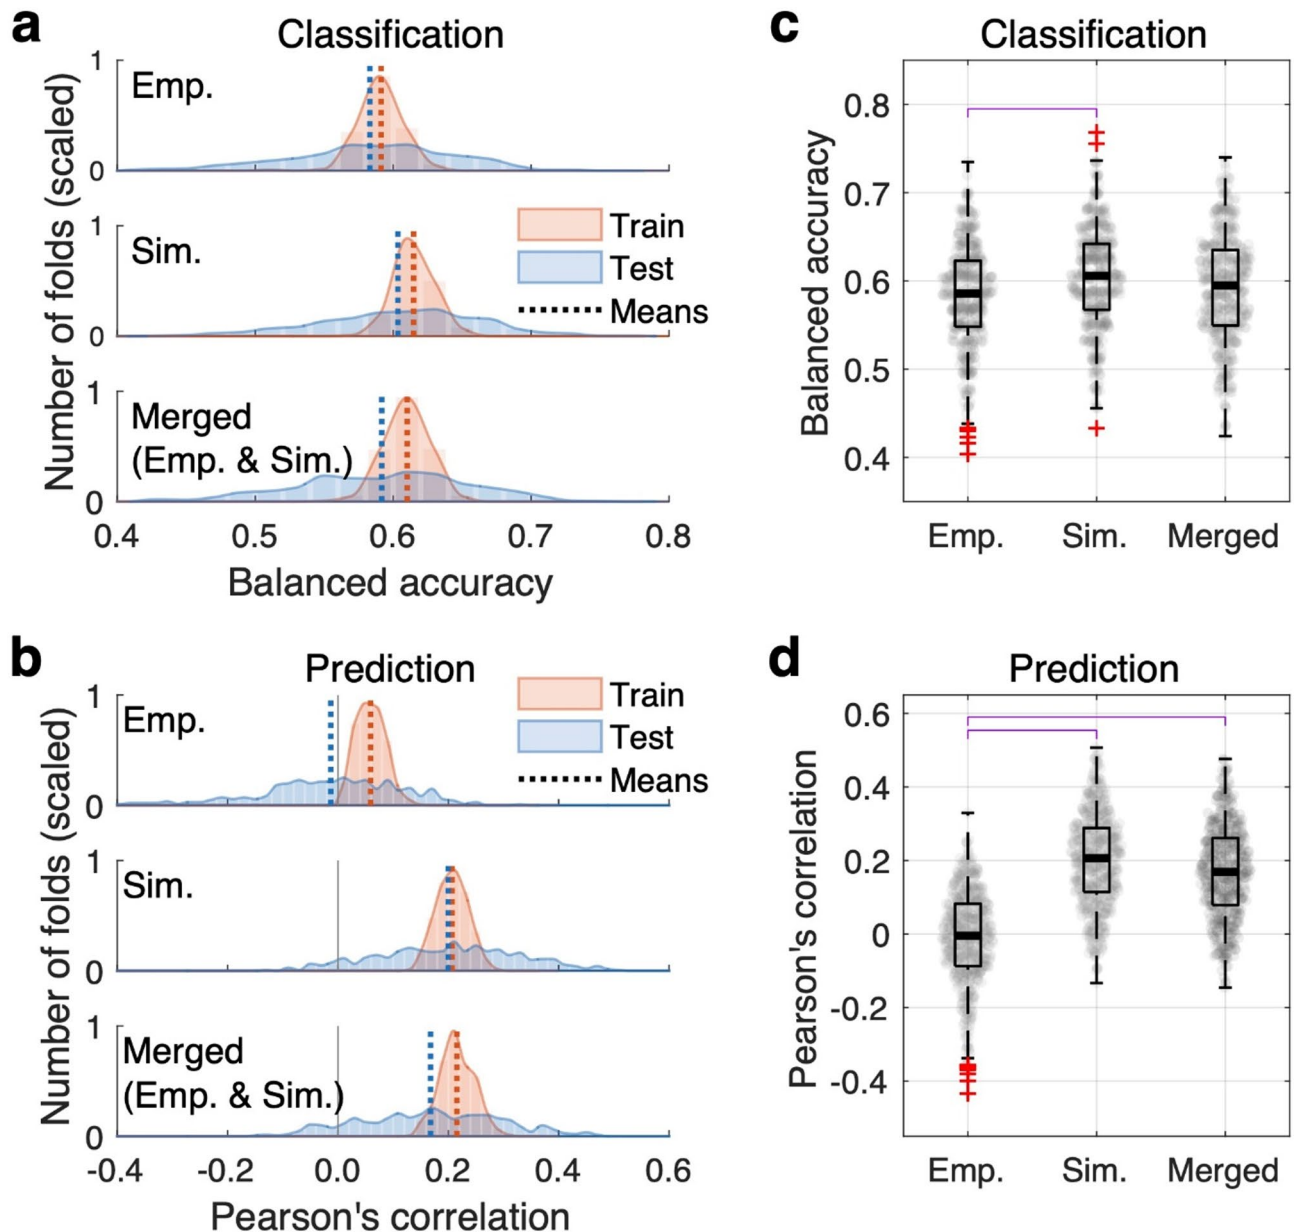 a
Classification
Number of folds (scaled)
1
Emp.
0
1
Sim.
0
Train
Test
Means
1
Merged
(Emp. & Sim.)
0
0.4 0.5 0.6 0.7 0.8
Balanced accuracy
c
Classification
Balanced accuracy
0.8
0.7
0.6
0.5
0.4
Emp. Sim. Merged
b
Prediction
Number of folds (scaled)
1
Emp.
0
Train
Test
Means
1
Sim.
0
1
Merged
(Emp. & Sim.)
0
-0.4 -0.2 0.0 0.2 0.4 0.6
Pearson's correlation
d
Prediction
Pearson's correlation
0.6
0.4
0.2
0
-0.2
-0.4
Emp. Sim. Merged